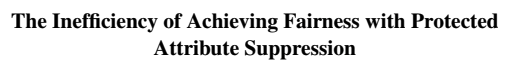 The Inefficiency of Achieving Fairness with Protected
Attribute Suppression